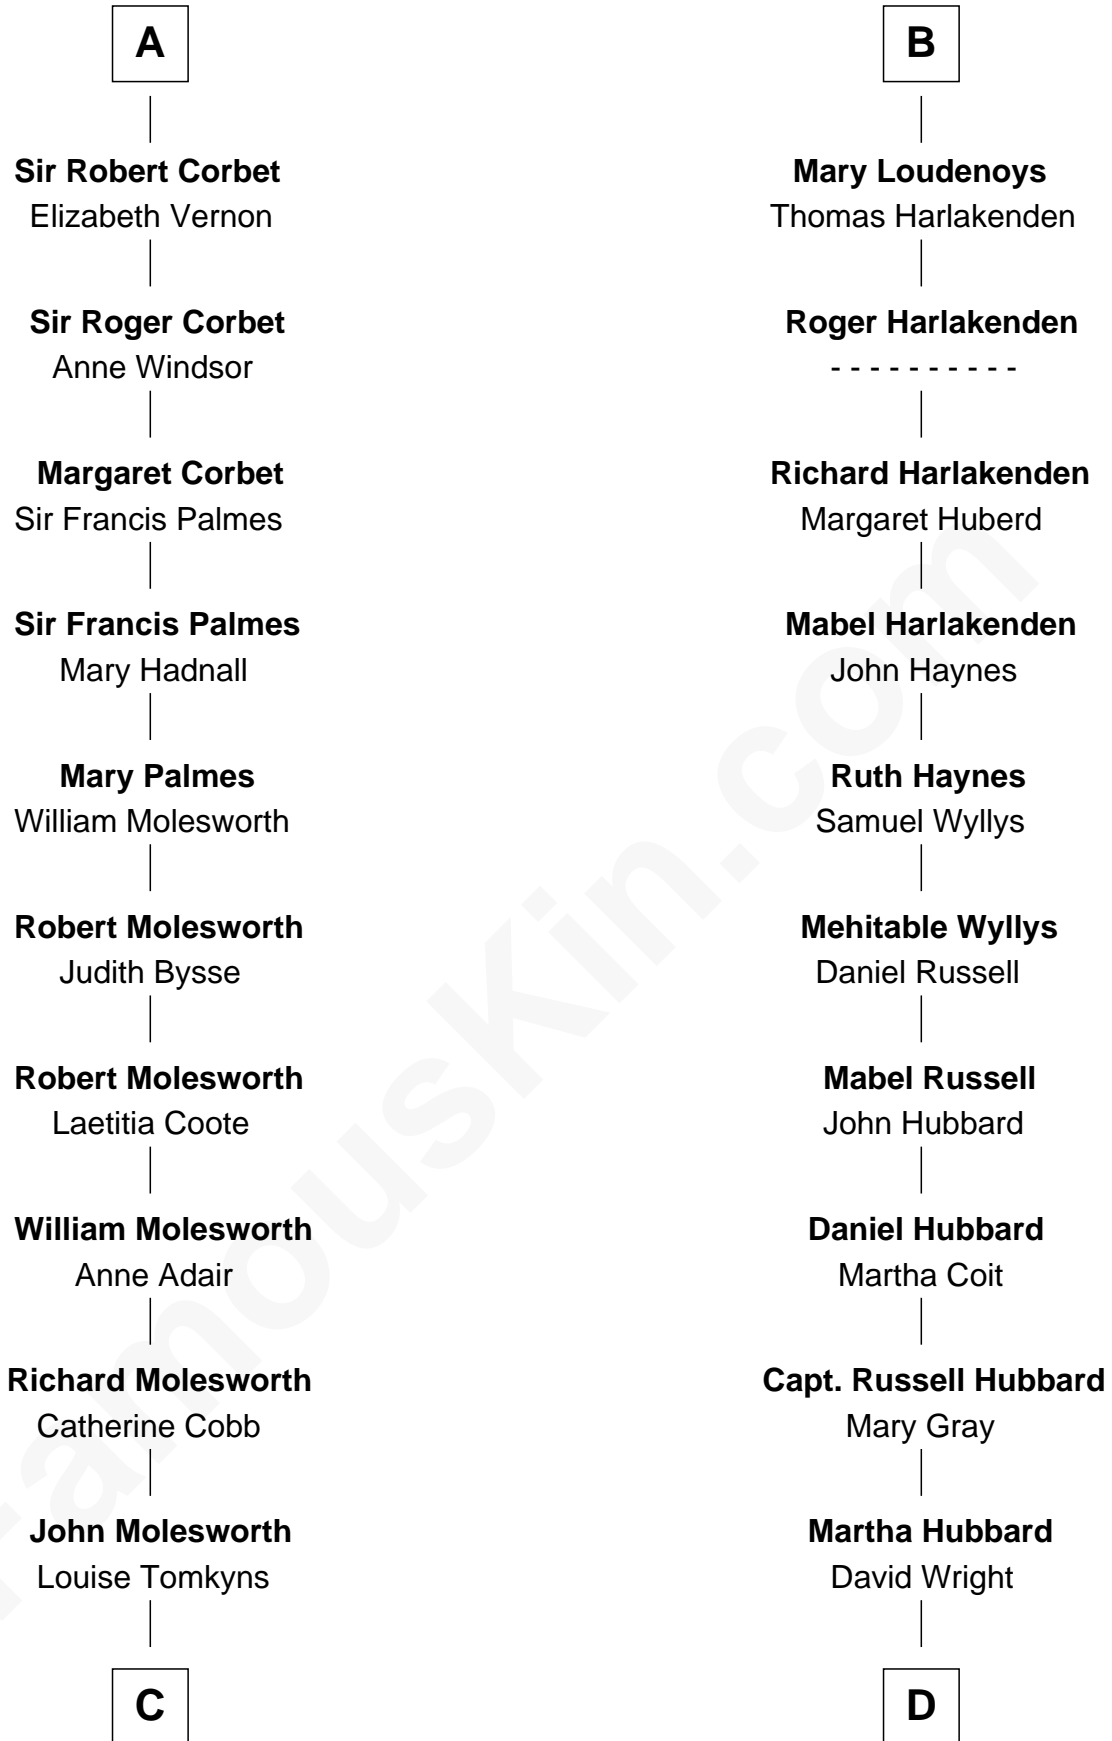 A
Sir Robert Corbet
Elizabeth Vernon
Sir Roger Corbet
Anne Windsor
Margaret Corbet
Sir Francis Palmes
Sir Francis Palmes
Mary Hadnall
Mary Palmes
William Molesworth
Robert Molesworth
Judith Bysse
Robert Molesworth
Laetitia Coote
William Molesworth
Anne Adair
Richard Molesworth
Catherine Cobb
John Molesworth
Louise Tomkyns
C
B
Mary Loudenoys
Thomas Harlakenden
Roger Harlakenden
- - - - - - - - - -
Richard Harlakenden
Margaret Huberd
Mabel Harlakenden
John Haynes
Ruth Haynes
Samuel Wyllys
Mehitable Wyllys
Daniel Russell
Mabel Russell
John Hubbard
Daniel Hubbard
Martha Coit
Capt. Russell Hubbard
Mary Gray
Martha Hubbard
David Wright
D
FamousKin.com